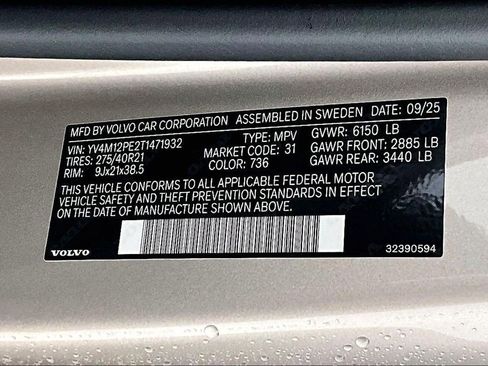 MFD BY VOLVO CAR CORPORATION ASSEMBLED IN SWEDEN DATE: 09/25
VIN: YV4M12PE2T1471932 TYPE: MPV GVWR: 6150 LB
TIRES: 275/40R21 MARKET CODE: 31 GAWR FRONT: 2885 LB
RIM: 9Jx21x38.5 COLOR: 736 GAWR REAR: 3440 LB
THIS VEHICLE CONFORMS TO ALL APPLICABLE FEDERAL MOTOR
VEHICLE SAFETY AND THEFT PREVENTION STANDARDS IN EFFECT
ON THE DATE OF MANUFACTURE SHOWN ABOVE.
VOLVO 32390594